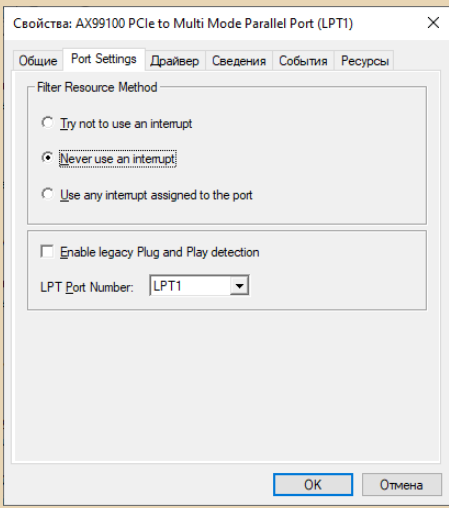 Свойства: AX99100 PCIe to Multi Mode Parallel Port (LPT1)
Общие Port Settings Драйвер Сведения События Ресурсы
Filter Resource Method
Try not to use an interrupt
Never use an interrupt
Use any interrupt assigned to the port
Enable legacy Plug and Play detection
LPT Port Number: LPT1
OK Отмена